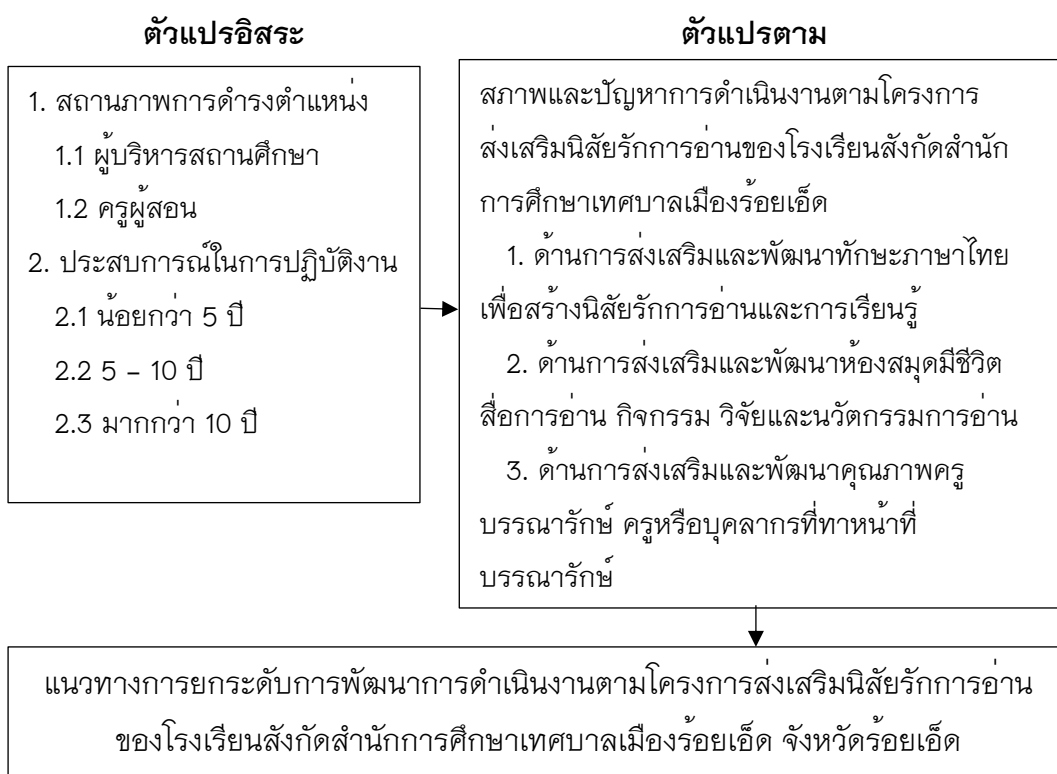 ตัวแปรอิสระ
1. สถานภาพการดำรงตำแหน่ง
1.1 ผู้บริหารสถานศึกษา
1.2 ครูผู้สอน
2. ประสบการณ์ในการปฏิบัติงาน
2.1 น้อยกว่า 5 ปี
2.2 5 – 10 ปี
2.3 มากกว่า 10 ปี
ตัวแปรตาม
สภาพและปัญหาการดำเนินงานตามโครงการ
ส่งเสริมนิสัยรักการอ่านของโรงเรียนสังกัดสำนัก
การศึกษาเทศบาลเมืองร้อยเอ็ด
1. ด้านการส่งเสริมและพัฒนาทักษะภาษาไทย
เพื่อสร้างนิสัยรักการอ่านและการเรียนรู้
2. ด้านการส่งเสริมและพัฒนาห้องสมุดมีชีวิต
สื่อการอ่าน กิจกรรม วิจัยและนวัตกรรมการอ่าน
3. ด้านการส่งเสริมและพัฒนาคุณภาพครู
บรรณารักษ์ ครูหรือบุคลากรที่ทาหน้าที่
บรรณารักษ์
แนวทางการยกระดับการพัฒนาการดำเนินงานตามโครงการส่งเสริมนิสัยรักการอ่าน
ของโรงเรียนสังกัดสำนักการศึกษาเทศบาลเมืองร้อยเอ็ด จังหวัดร้อยเอ็ด